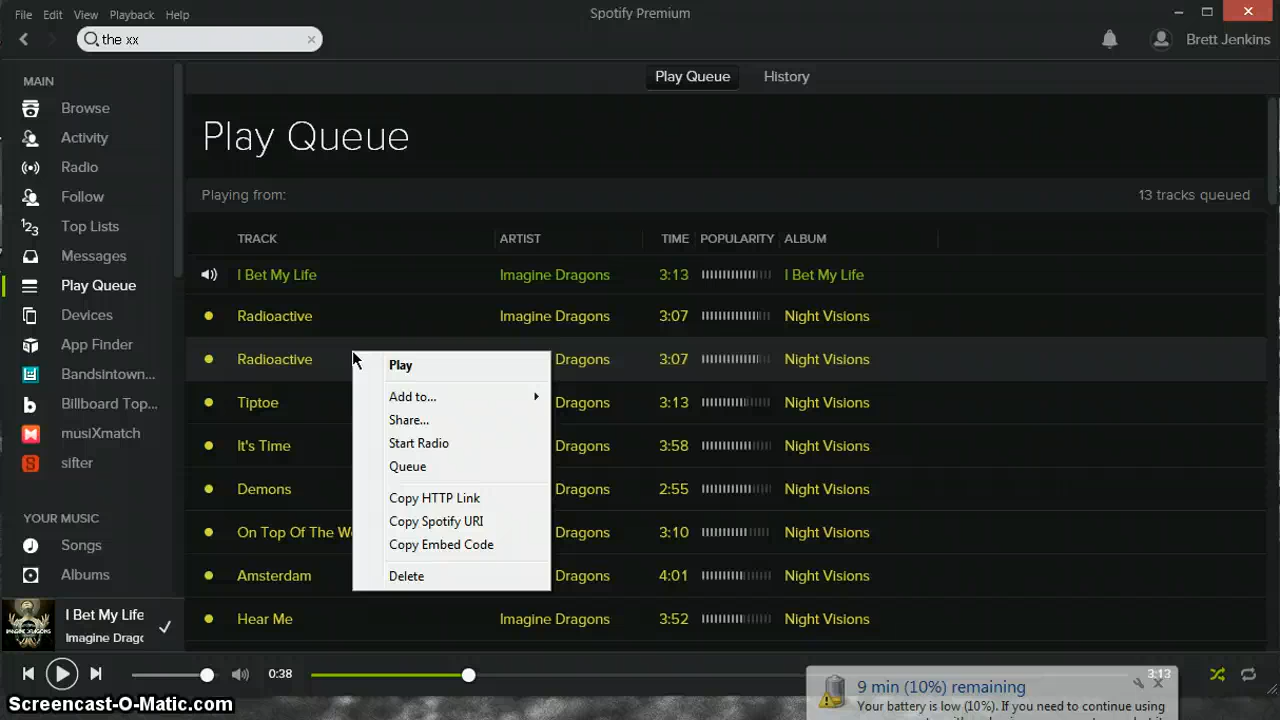 File Edit View Playback Help
Spotify Premium
the xx
Brett Jenkins
MAIN
Browse
Activity
Radio
Follow
Top Lists
Messages
Play Queue
Devices
App Finder
Bandsintown...
Billboard Top...
musiXmatch
sifter
YOUR MUSIC
Songs
Albums
I Bet My Life
Imagine Drago
Play Queue History
Play Queue
Playing from: 13 tracks queued
TRACK ARTIST TIME POPULARITY ALBUM
I Bet My Life Imagine Dragons 3:13 I Bet My Life
Radioactive Imagine Dragons 3:07 Night Visions
Radioactive Dragons 3:07 Night Visions
Tiptoe Dragons 3:13 Night Visions
It's Time Dragons 3:58 Night Visions
Demons Dragons 2:55 Night Visions
On Top Of The Wo Dragons 3:10 Night Visions
Amsterdam Dragons 4:01 Night Visions
Hear Me Imagine Dragons 3:52 Night Visions
Play
Add to...
Share...
Start Radio
Queue
Copy HTTP Link
Copy Spotify URI
Copy Embed Code
Delete
0:38 3:13
9 min (10%) remaining
Your battery is low (10%). If you need to continue using
Screencast-O-Matic.com